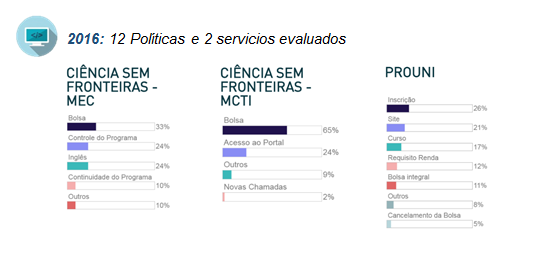 2016: 12 Políticas e 2 servicios evaluados
CIÊNCIA SEM
FRONTEIRAS -
MEC
Bolsa
33%
Controle do Programa
24%
Inglês
24%
Continuidade do Programa
10%
Outros
10%
CIÊNCIA SEM
FRONTEIRAS -
MCTI
Bolsa
65%
Acesso ao Portal
24%
Outros
9%
Novas Chamadas
2%
PROUNI
Inscrição
26%
Site
21%
Curso
17%
Requisito Renda
12%
Bolsa integral
11%
Outros
8%
Cancelamento da Bolsa
5%